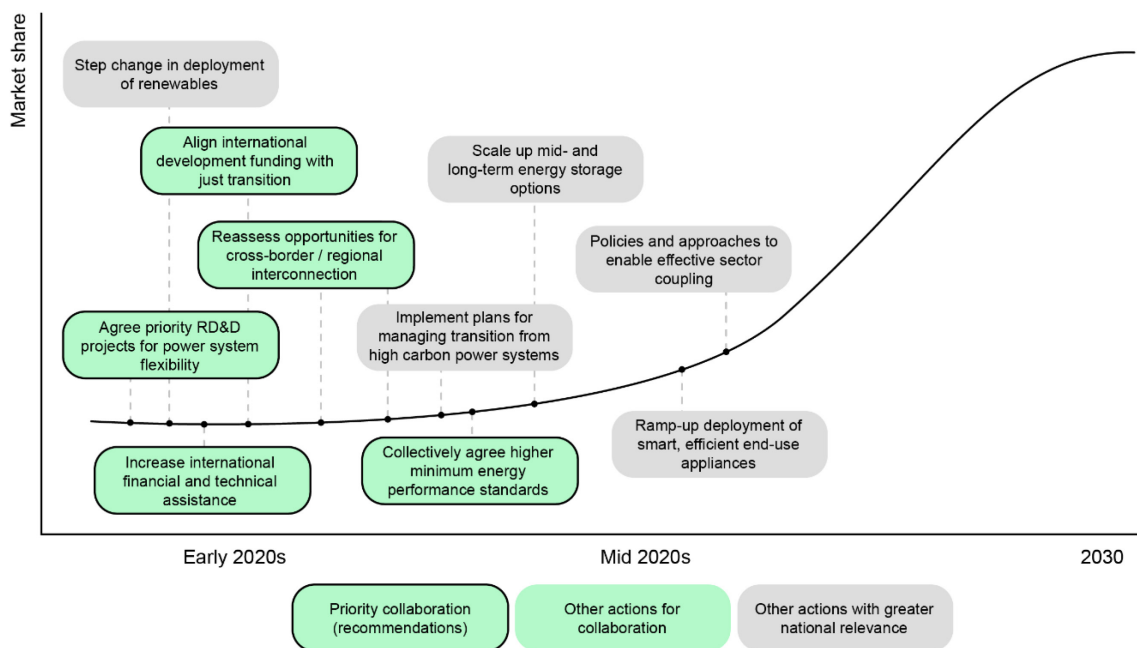 Market share
Step change in deployment
of renewables
Align international
development funding with
just transition
Scale up mid- and
long-term energy storage
options
Reassess opportunities for
cross-border / regional
interconnection
Policies and approaches to
enable effective sector
coupling
Agree priority RD&D
projects for power system
flexibility
Implement plans for
managing transition from
high carbon power systems
Increase international
financial and technical
assistance
Collectively agree higher
minimum energy
performance standards
Ramp-up deployment of
smart, efficient end-use
appliances
Early 2020s
Mid 2020s
2030
Priority collaboration
(recommendations)
Other actions for
collaboration
Other actions with greater
national relevance